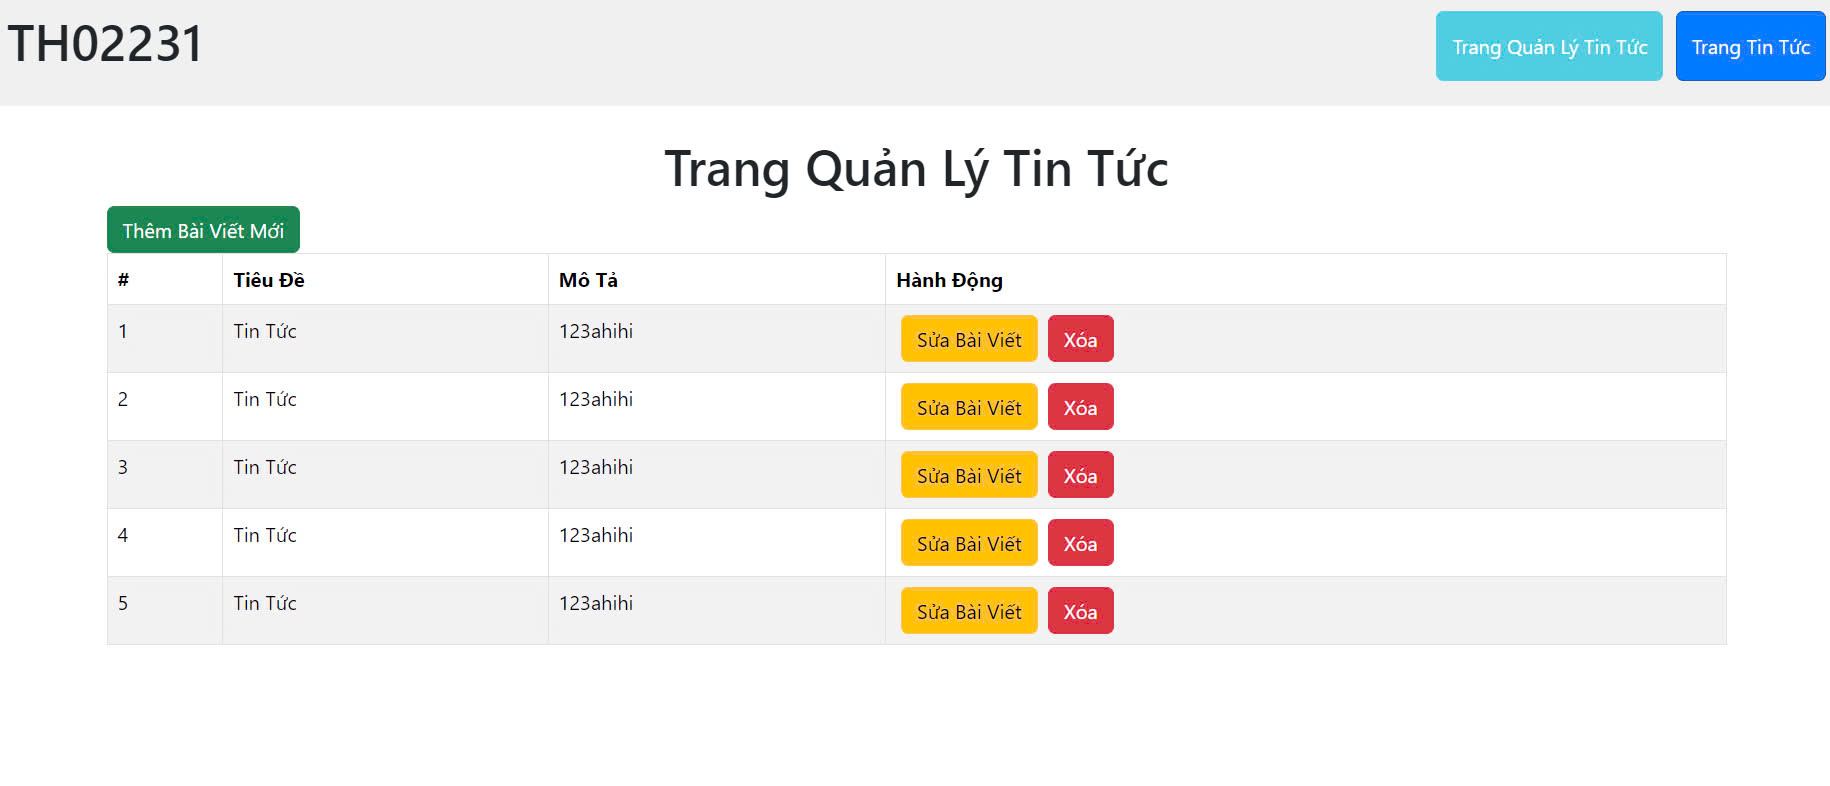 TH02231
Trang Quản Lý Tin Tức
Trang Tin Tức
Trang Quản Lý Tin Tức
Thêm Bài Viết Mới
# Tiêu Đề Mô Tả Hành Động
1 Tin Tức 123ahihi Sửa Bài Viết Xóa
2 Tin Tức 123ahihi Sửa Bài Viết Xóa
3 Tin Tức 123ahihi Sửa Bài Viết Xóa
4 Tin Tức 123ahihi Sửa Bài Viết Xóa
5 Tin Tức 123ahihi Sửa Bài Viết Xóa